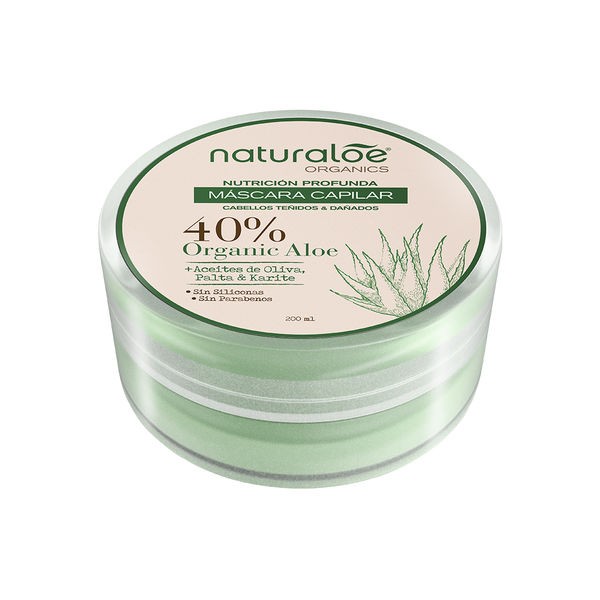 naturaloe®
ORGANICS
NUTRICIÓN PROFUNDA
MÁSCARA CAPILAR
CABELLOS TEÑIDOS & DAÑADOS
40%
Organic Aloe
+Aceites de Oliva,
Palta & Karite
• Sin Siliconas
• Sin Parabenos
200 ml